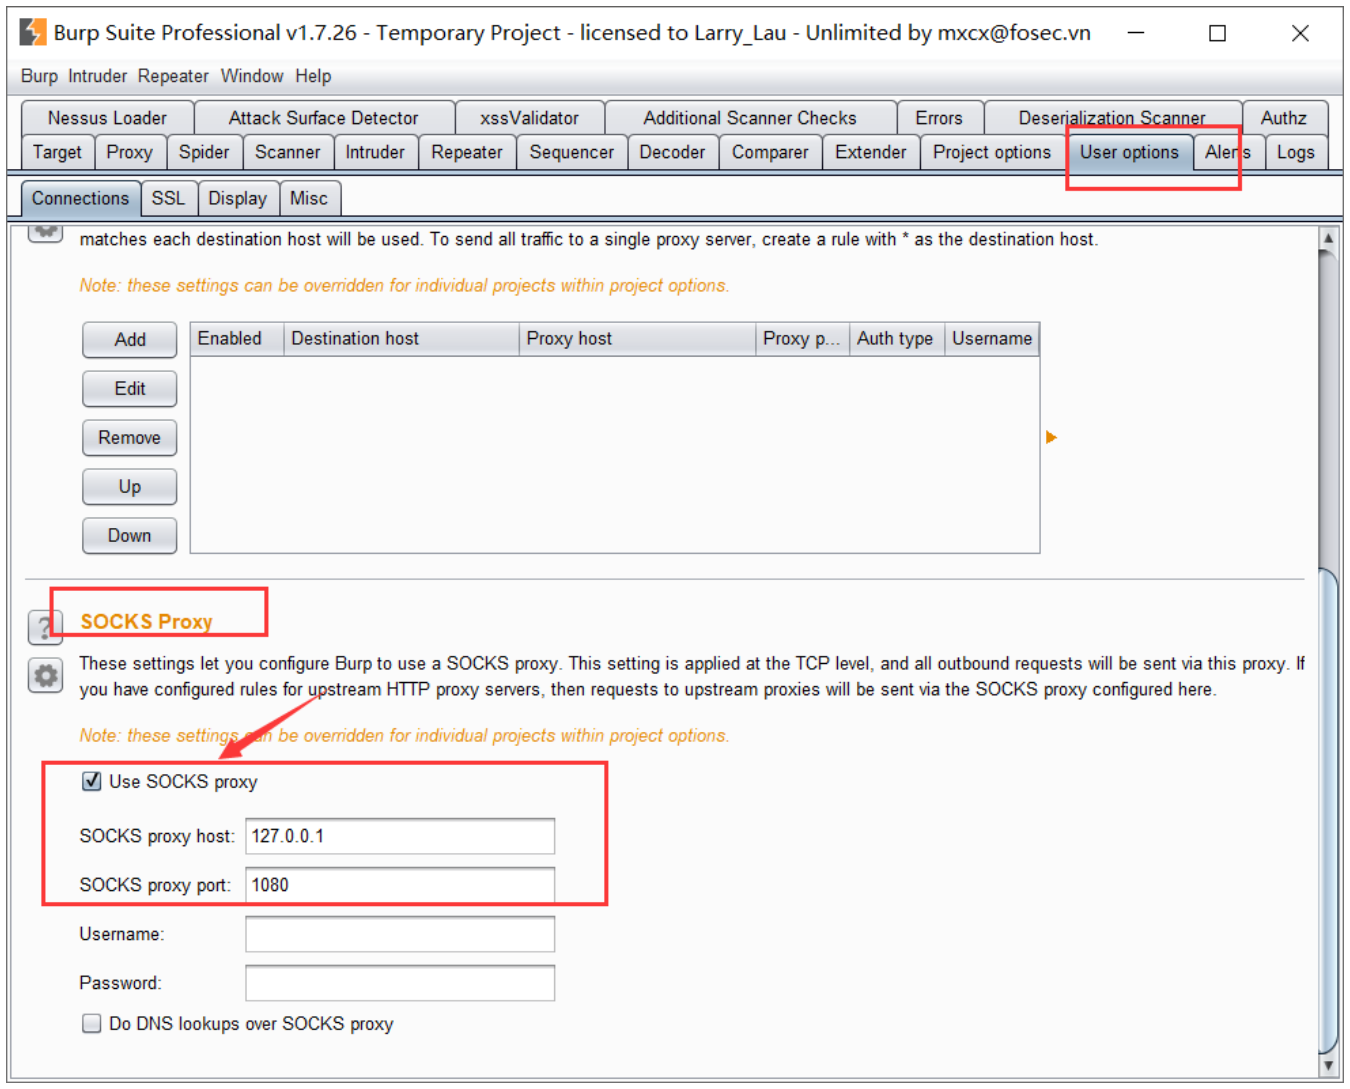 Burp Suite Professional v1.7.26 - Temporary Project - licensed to Larry_Lau - Unlimited by mxcx@fosec.vn
Burp Intruder Repeater Window Help
Nessus Loader Attack Surface Detector xssValidator Additional Scanner Checks Errors Deserialization Scanner Authz
Target Proxy Spider Scanner Intruder Repeater Sequencer Decoder Comparer Extender Project options User options Alerts Logs
Connections SSL Display Misc
matches each destination host will be used. To send all traffic to a single proxy server, create a rule with * as the destination host.
Note: these settings can be overridden for individual projects within project options.
Add Enabled Destination host Proxy host Proxy p... Auth type Username
Edit
Remove
Up
Down
? SOCKS Proxy
These settings let you configure Burp to use a SOCKS proxy. This setting is applied at the TCP level, and all outbound requests will be sent via this proxy. If
you have configured rules for upstream HTTP proxy servers, then requests to upstream proxies will be sent via the SOCKS proxy configured here.
Note: these settings can be overridden for individual projects within project options.
Use SOCKS proxy
SOCKS proxy host: 127.0.0.1
SOCKS proxy port: 1080
Username:
Password:
Do DNS lookups over SOCKS proxy